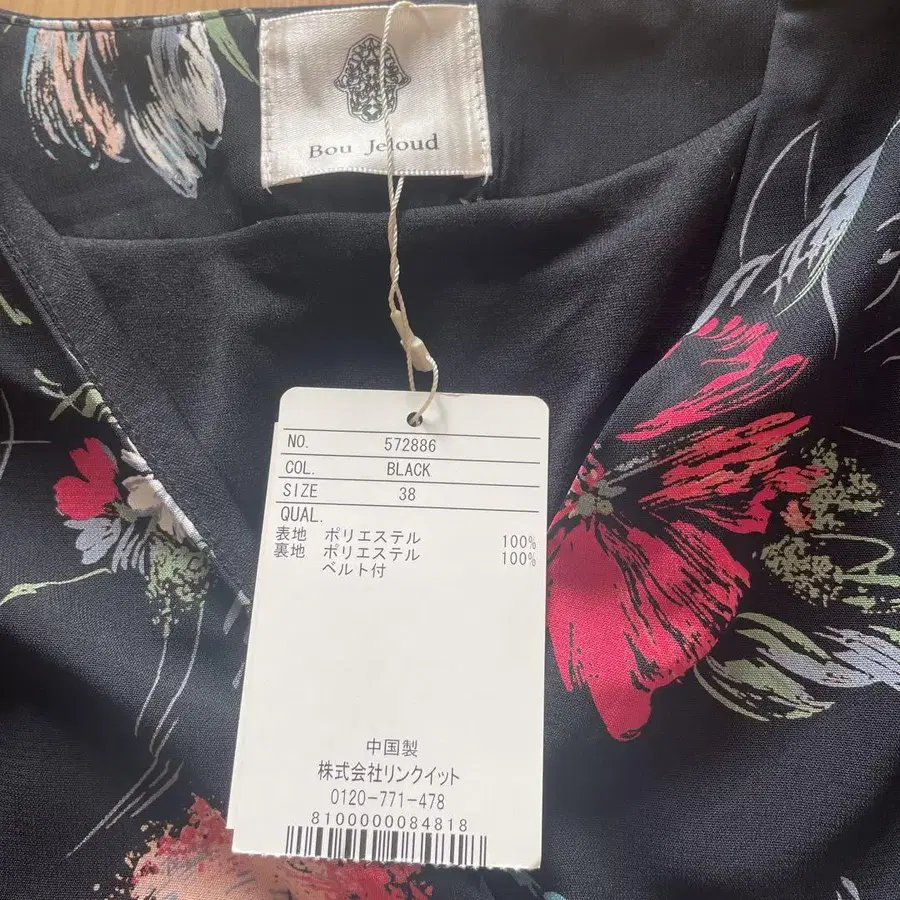 Bou Jeloud
NO. 572886
COL. BLACK
SIZE 38
QUAL.
表地 ポリエステル 100%
裏地 ポリエステル 100%
ベルト付
中国製
株式会社リンクイット
0120-771-478
8100000084818